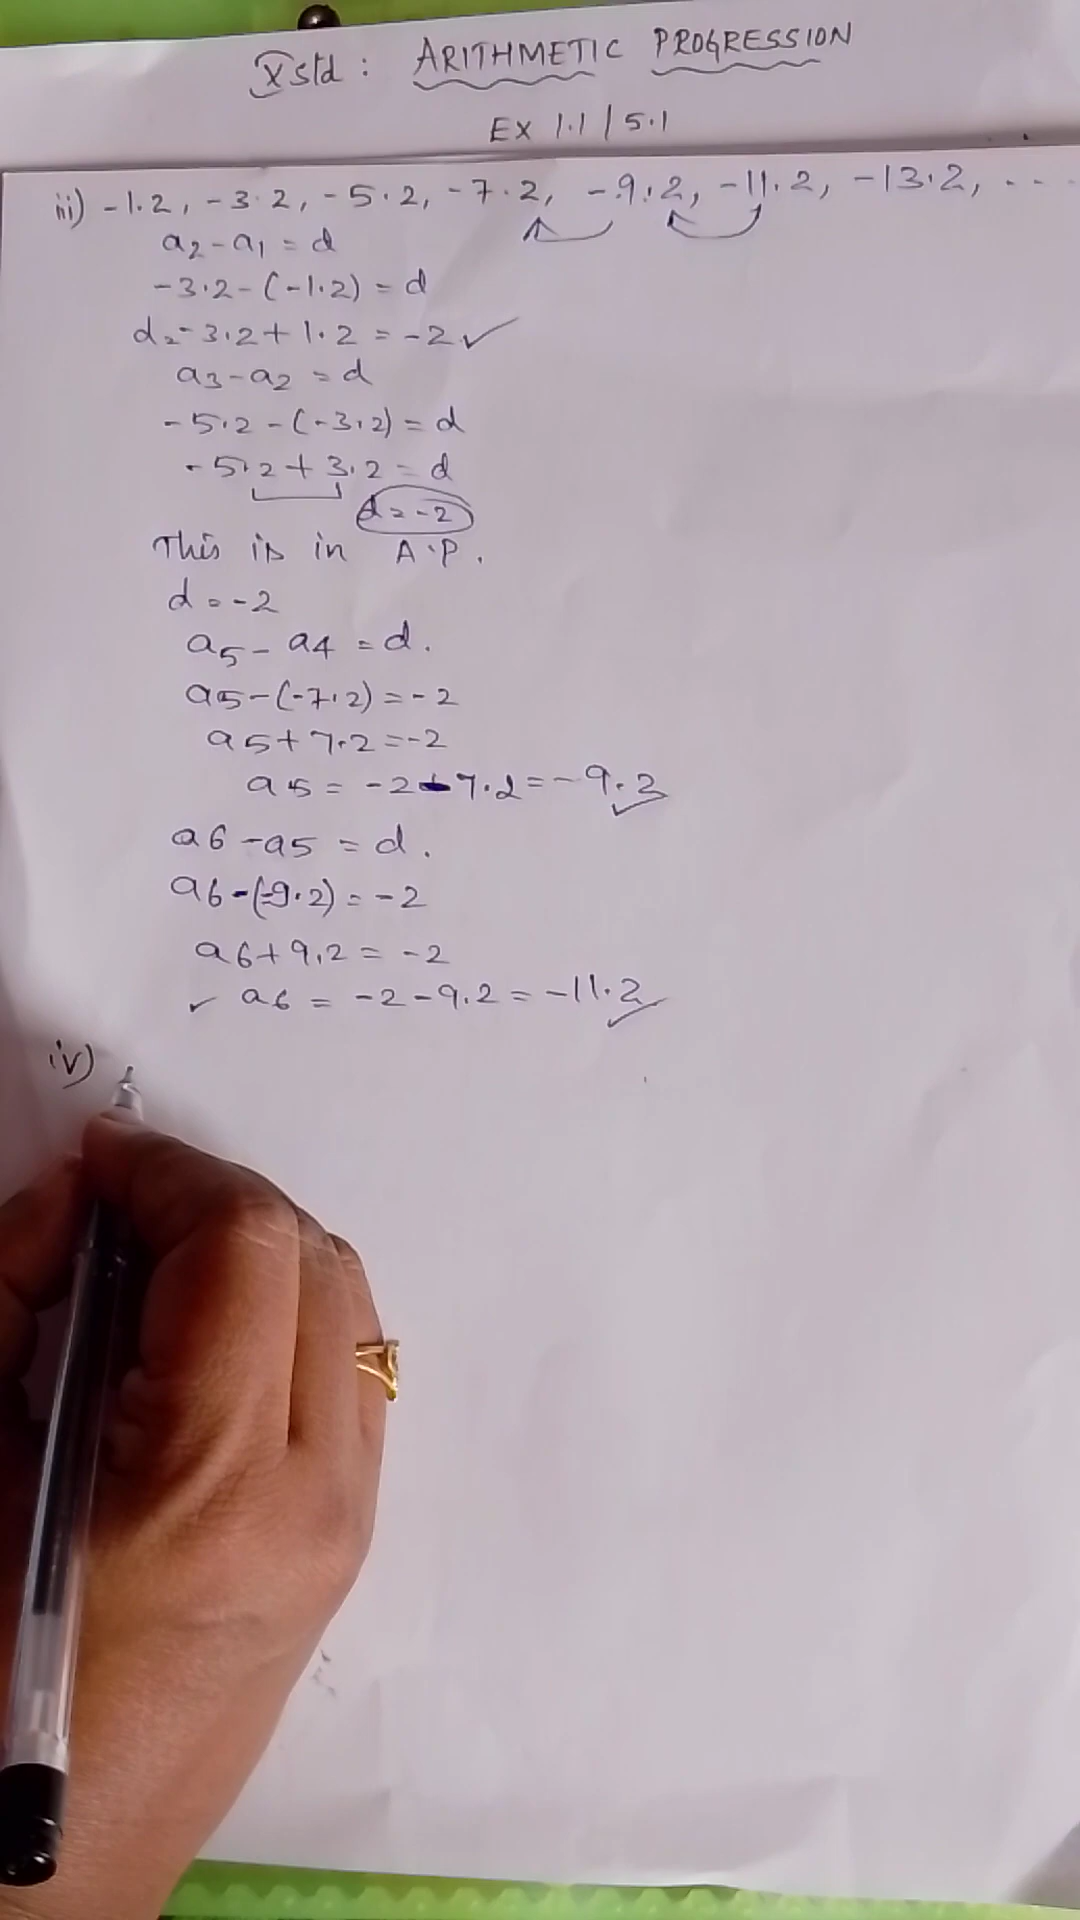 X std : ARITHMETIC PROGRESSION
EX 1.1 / 5.1
iii) -1.2, -3.2, -5.2, -7.2, -9.2, -11.2, -13.2, ....
a2 - a1 = d
-3.2 - (-1.2) = d
d = -3.2 + 1.2 = -2 ✓
a3 - a2 = d
-5.2 - (-3.2) = d
-5.2 + 3.2 = d
d = -2
This is in A.P.
d = -2
a5 - a4 = d.
a5 - (-7.2) = -2
a5 + 7.2 = -2
a5 = -2 - 7.2 = -9.2
a6 - a5 = d.
a6 - (-9.2) = -2
a6 + 9.2 = -2
✓ a6 = -2 - 9.2 = -11.2
iv)